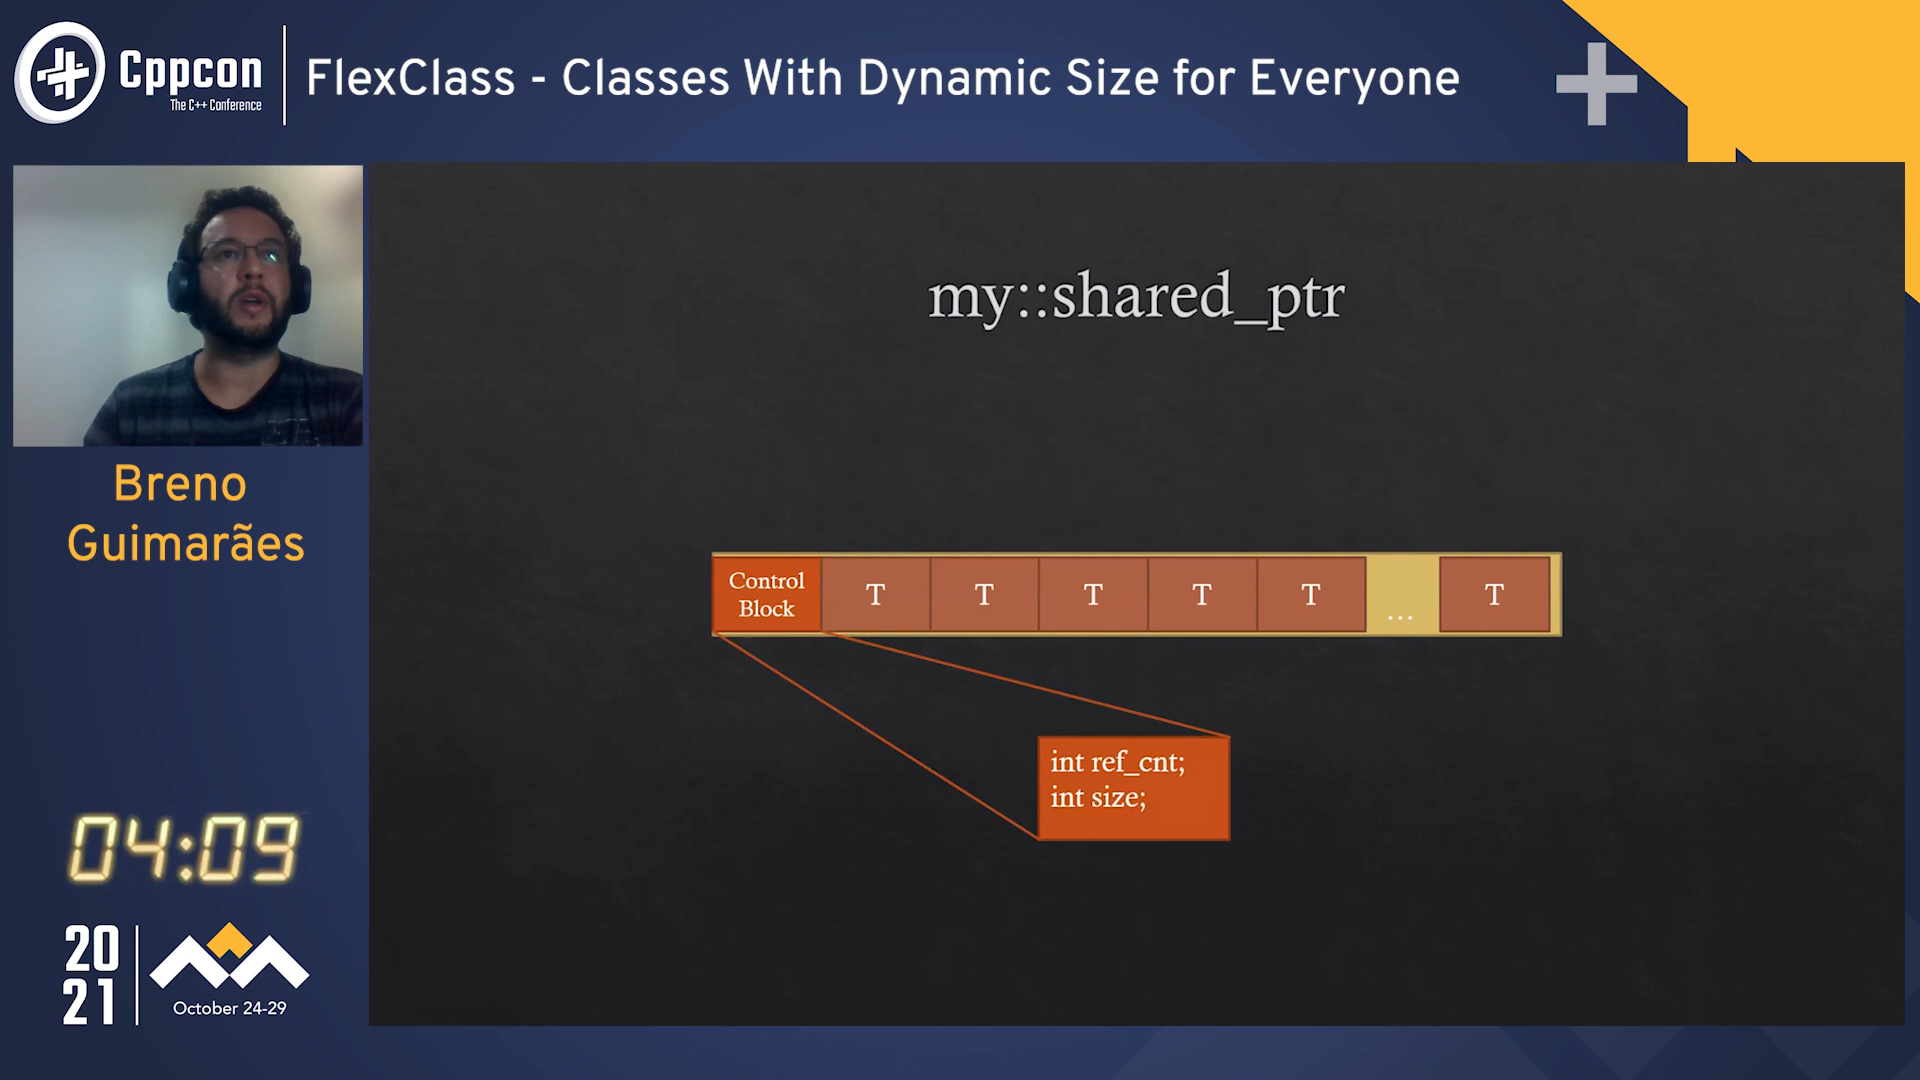 Cppcon
The C++ Conference
FlexClass - Classes With Dynamic Size for Everyone
Breno
Guimarães
my::shared_ptr
Control
Block
T
T
T
T
T
...
T
int ref_cnt;
int size;
04:09
20
21
October 24-29